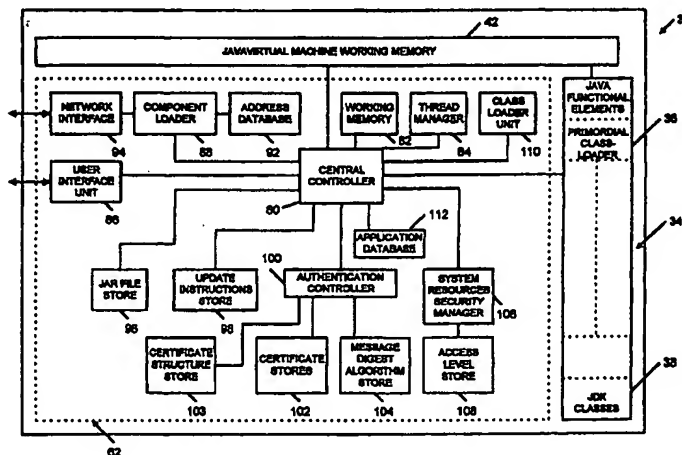 42
JAVAVIRTUAL MACHINE WORKING MEMORY
NETWORK
INTERFACE
94
COMPONENT
LOADER
88
ADDRESS
DATABASE
92
WORKING
MEMORY
82
THREAD
MANAGER
84
CLASS
LOADER
UNIT
110
JAVA
FUNCTIONAL
ELEMENTS
PRIMORDIAL
CLASS-
LOADER
36
USER
INTERFACE
UNIT
86
CENTRAL
CONTROLLER
80
112
APPLICATION
DATABASE
34
JAR FILE
STORE
96
UPDATE
INSTRUCTIONS
STORE
98
100
AUTHENTICATION
CONTROLLER
SYSTEM
RESOURCES
SECURITY
MANAGER
106
CERTIFICATE
STRUCTURE
STORE
103
CERTIFICATE
STORES
102
MESSAGE
DIGEST
ALGORITHM
STORE
104
ACCESS
LEVEL
STORE
108
38
JDK
CLASSES
62